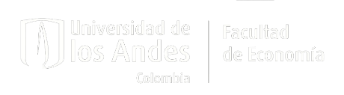 Universidad de
los Andes
Colombia
Facultad
de Economía